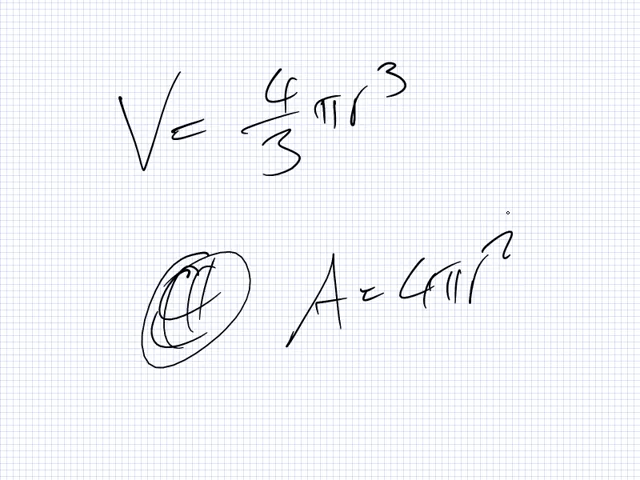 V = 4/3 πr³
A = 4πr²